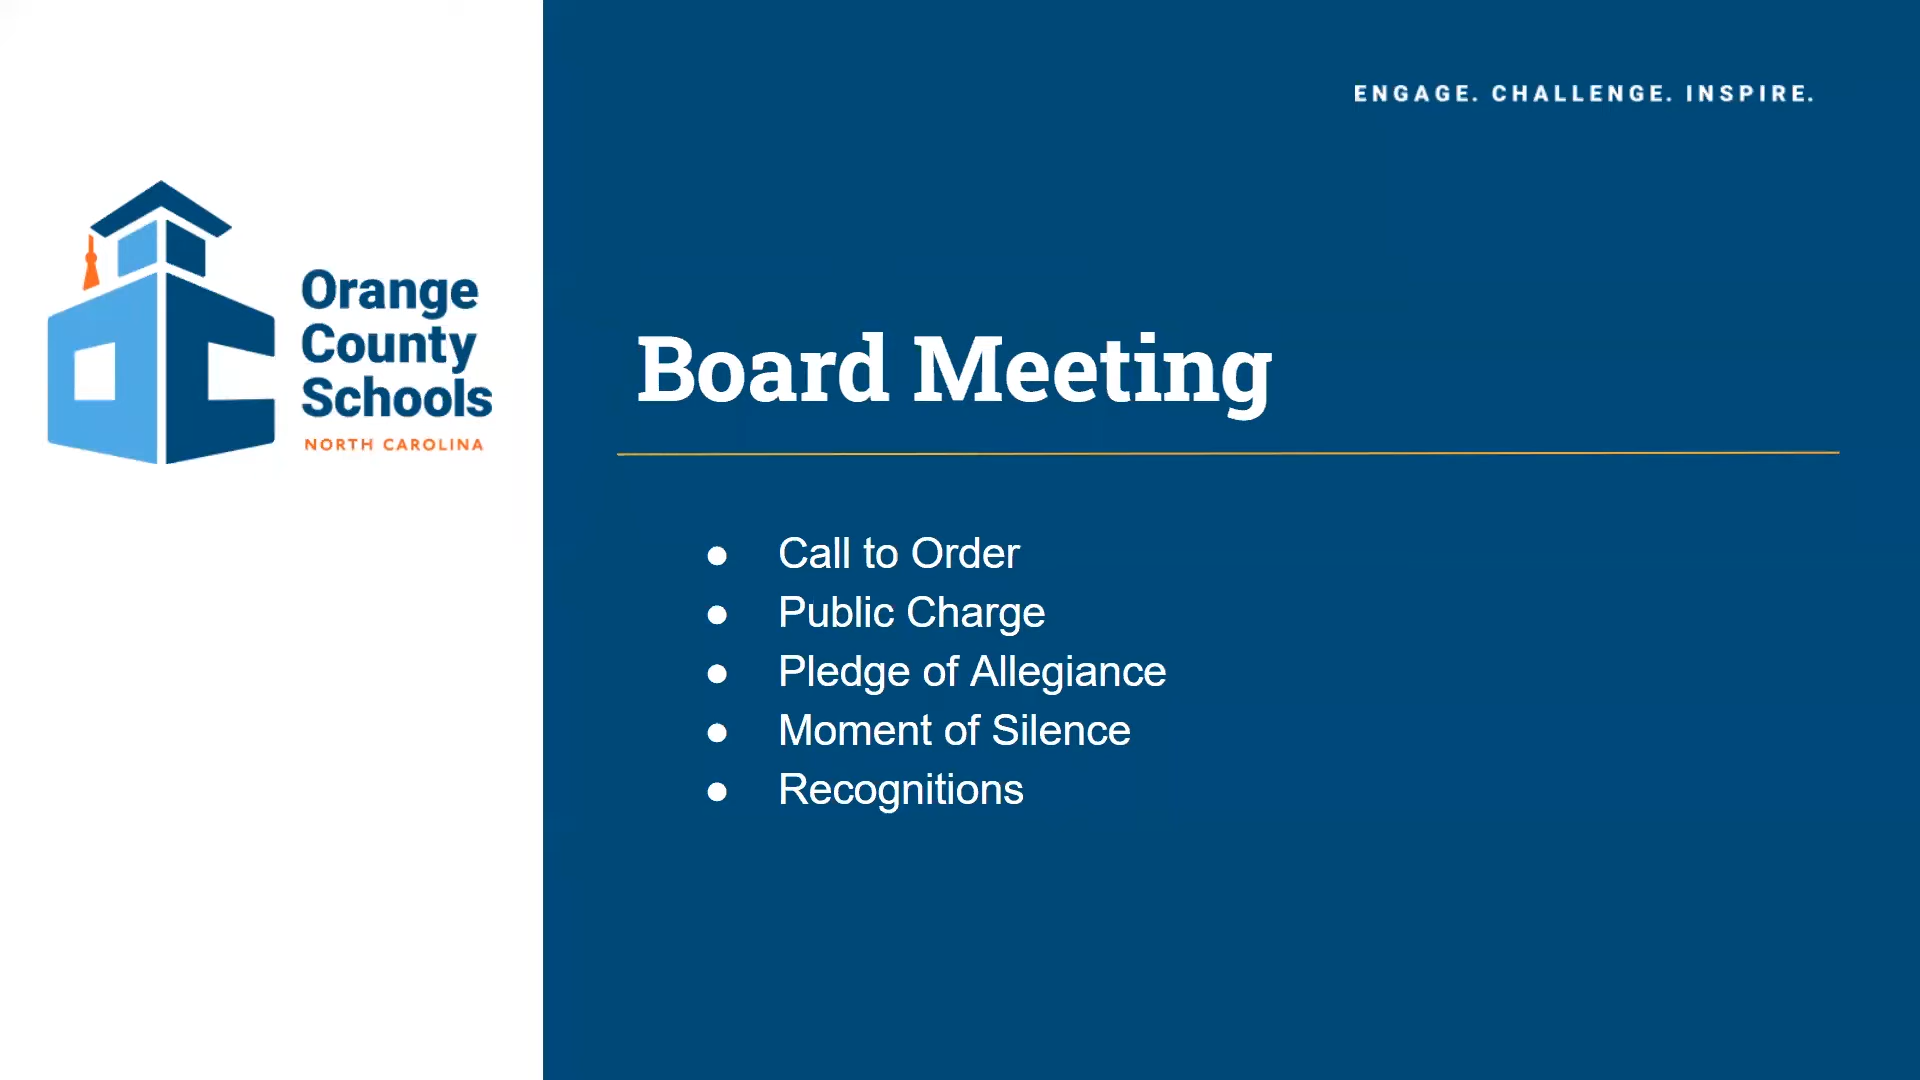 Orange
County
Schools
NORTH CAROLINA
ENGAGE. CHALLENGE. INSPIRE.
Board Meeting
● Call to Order
● Public Charge
● Pledge of Allegiance
● Moment of Silence
● Recognitions